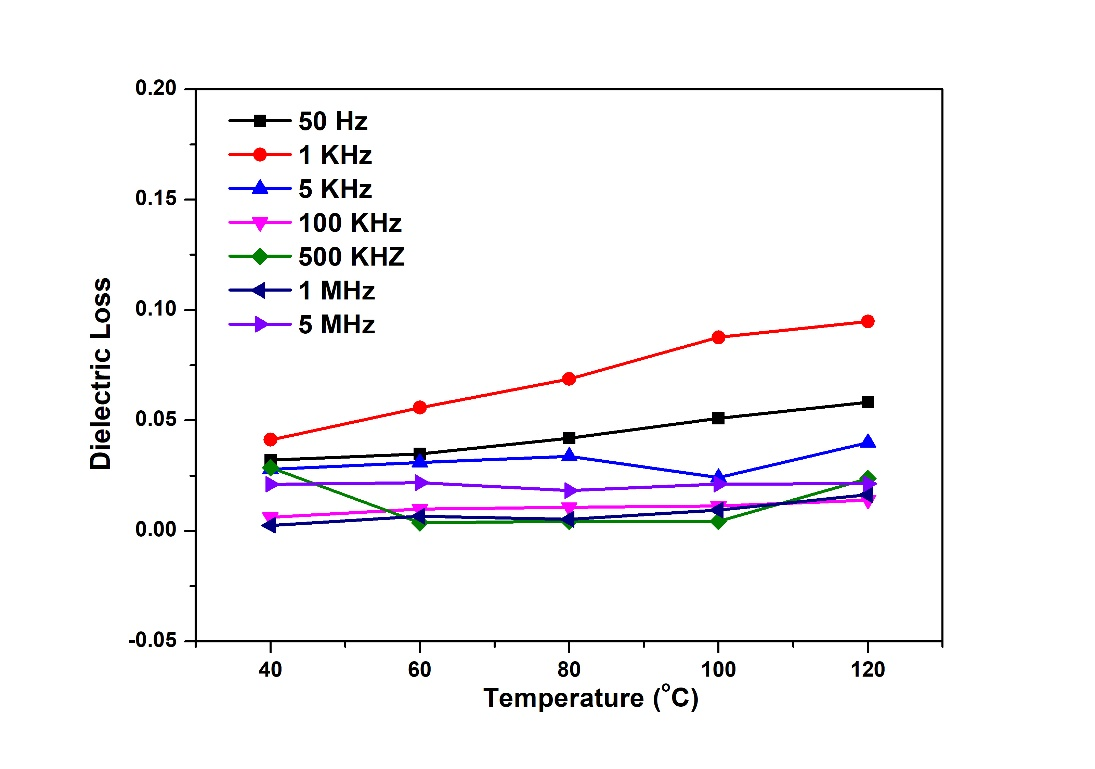 0.20
0.15
0.10
0.05
0.00
-0.05
Dielectric Loss
50 Hz
1 KHz
5 KHz
100 KHz
500 KHZ
1 MHz
5 MHz
40 60 80 100 120
Temperature (°C)